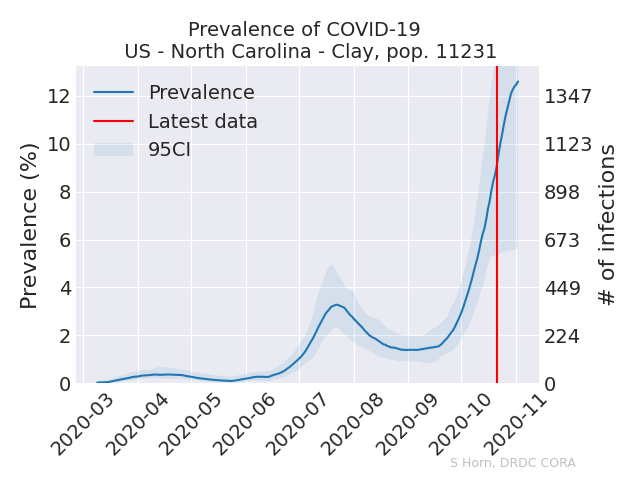 Prevalence of COVID-19
US - North Carolina - Clay, pop. 11231
Prevalence
Latest data
95CI
Prevalence (%)
12
10
8
6
4
2
0
1347
1123
898
673
449
224
0
# of infections
2020-03
2020-04
2020-05
2020-06
2020-07
2020-08
2020-09
2020-10
2020-11
S Horn, DRDC CORA